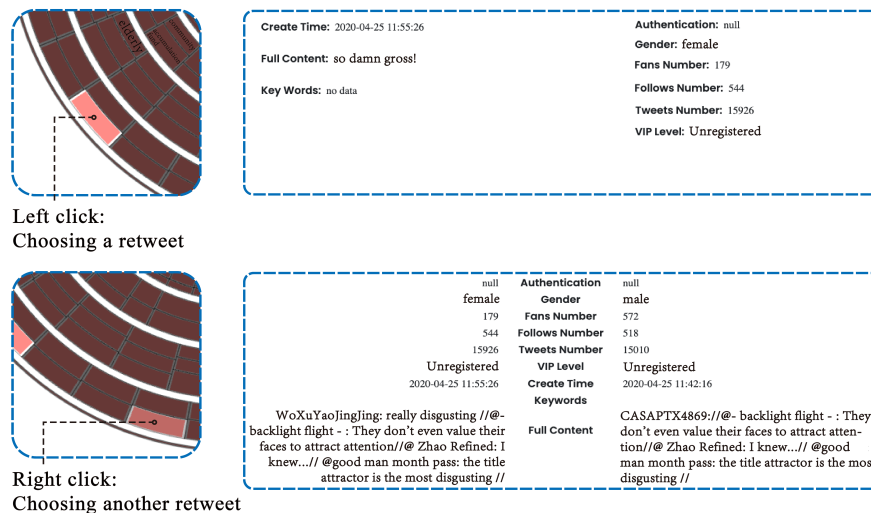 elderly
community
Create Time: 2020-04-25 11:55:26
Full Content: so damn gross!
Key Words: no data
Authentication: null
Gender: female
Fans Number: 179
Follows Number: 544
Tweets Number: 15926
VIP Level: Unregistered
Left click:
Choosing a retweet
null Authentication null
female Gender male
179 Fans Number 572
544 Follows Number 518
15926 Tweets Number 15010
Unregistered VIP Level Unregistered
2020-04-25 11:55:26 Create Time 2020-04-25 11:42:16
Keywords
Full Content
WoXuYaoJingJing: really disgusting //@-
backlight flight - : They don't even value their
faces to attract attention//@ Zhao Refined: I
knew...// @good man month pass: the title
attractor is the most disgusting //
CASAPTX4869://@- backlight flight - : They
don't even value their faces to attract atten-
tion//@ Zhao Refined: I knew...// @good
man month pass: the title attractor is the mos
disgusting //
Right click:
Choosing another retweet